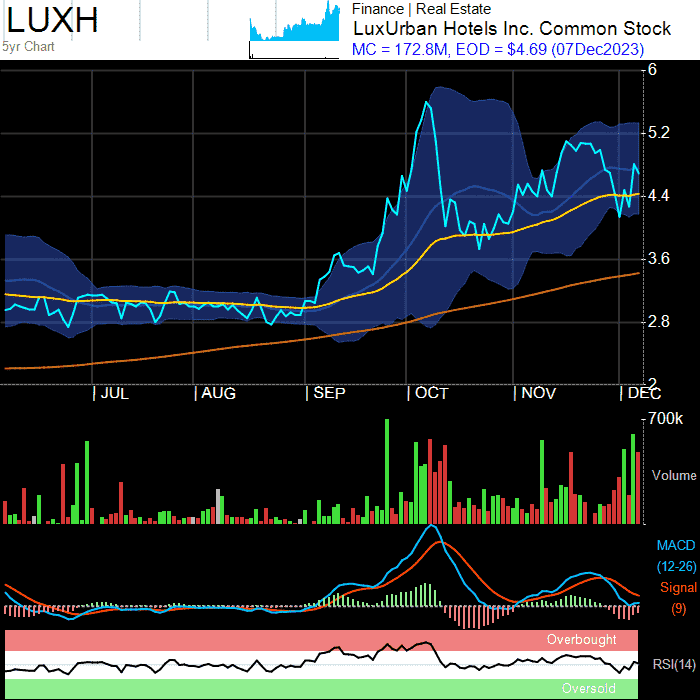 LUXH
5yr Chart
Finance | Real Estate
LuxUrban Hotels Inc. Common Stock
MC = 172.8M, EOD = $4.69 (07Dec2023)
6
5.2
4.4
3.6
2.8
2
JUL AUG SEP OCT NOV DEC
700k
Volume
MACD
(12-26)
Signal
(9)
Overbought
RSI(14)
Oversold